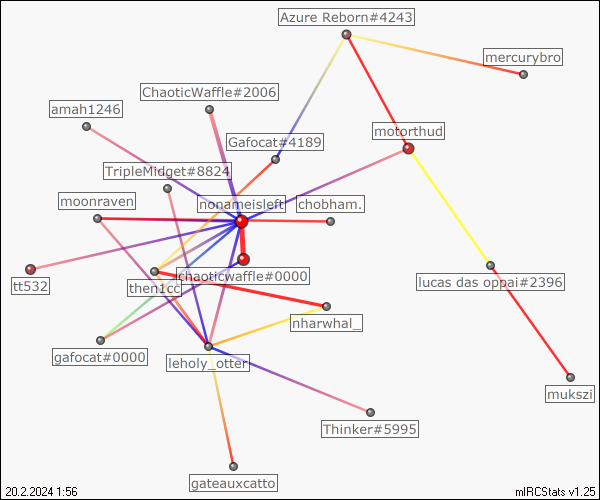 Azure Reborn#4243
mercurybro
ChaoticWaffle#2006
amah1246
motorthud
Gafocat#4189
TripleMidget#8824
moonraven
nonameisleft
chobham.
chaoticwaffle#0000
tt532
then1cc
lucas das oppai#2396
nharwhal_
gafocat#0000
leholy_otter
mukszi
Thinker#5995
gateauxcatto
20.2.2024 1:56
mIRCStats v1.25